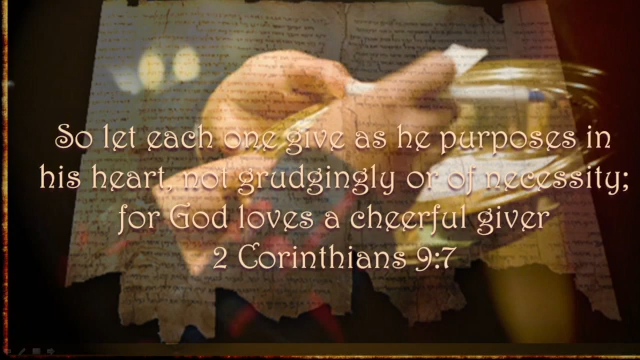 So let each one give as he purposes in
his heart, not grudgingly or of necessity;
for God loves a cheerful giver
2 Corinthians 9:7